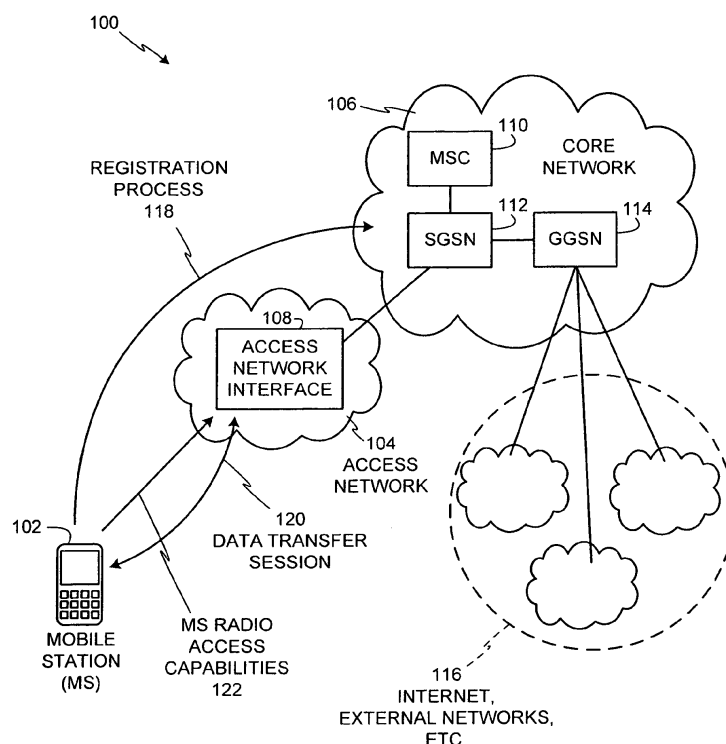 100
106
110
MSC
CORE
NETWORK
REGISTRATION
PROCESS
118
112
SGSN
114
GGSN
108
ACCESS
NETWORK
INTERFACE
104
ACCESS
NETWORK
102
120
DATA TRANSFER
SESSION
MOBILE
STATION
(MS)
MS RADIO
ACCESS
CAPABILITIES
122
116
INTERNET,
EXTERNAL NETWORKS,
ETC